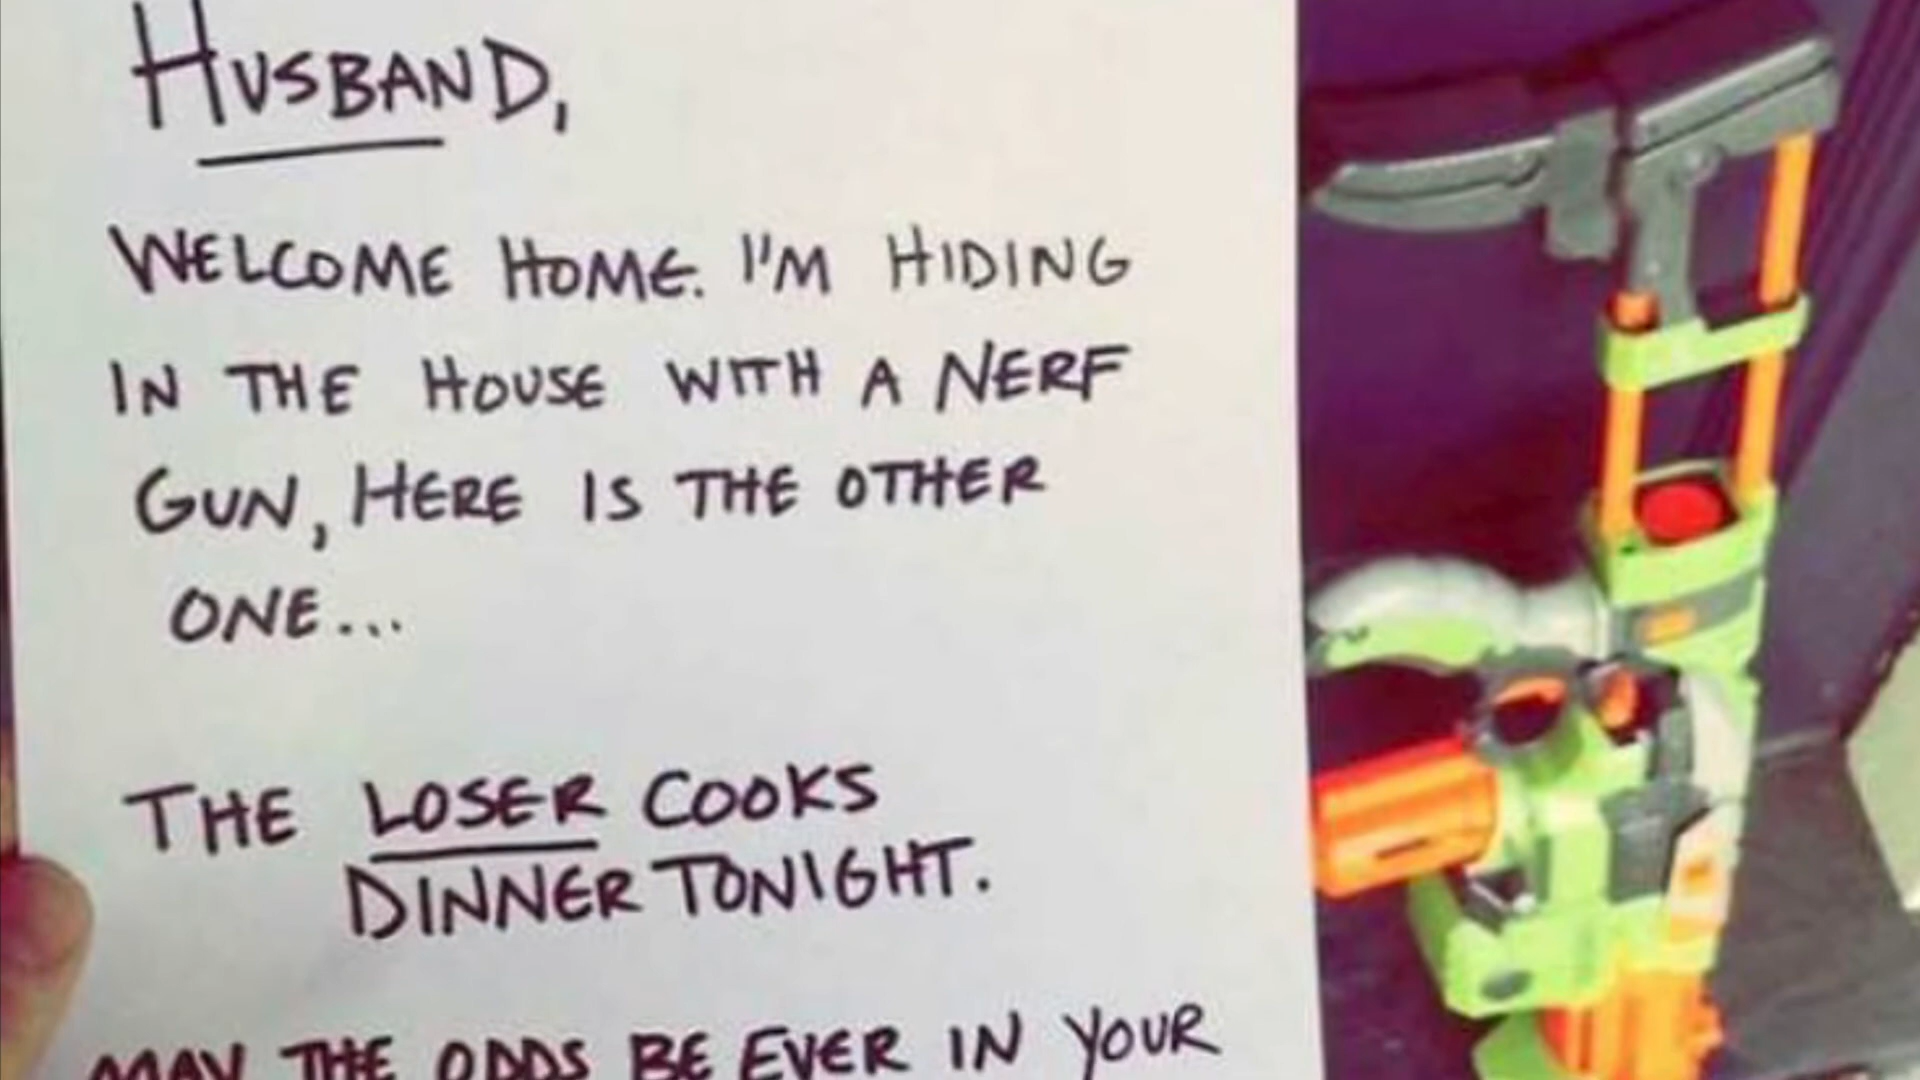 HUSBAND,
WELCOME HOME. I'M HIDING
IN THE HOUSE WITH A NERF
GUN, HERE IS THE OTHER
ONE...
THE LOSER COOKS
DINNER TONIGHT.
MAY THE ODDS BE EVER IN YOUR